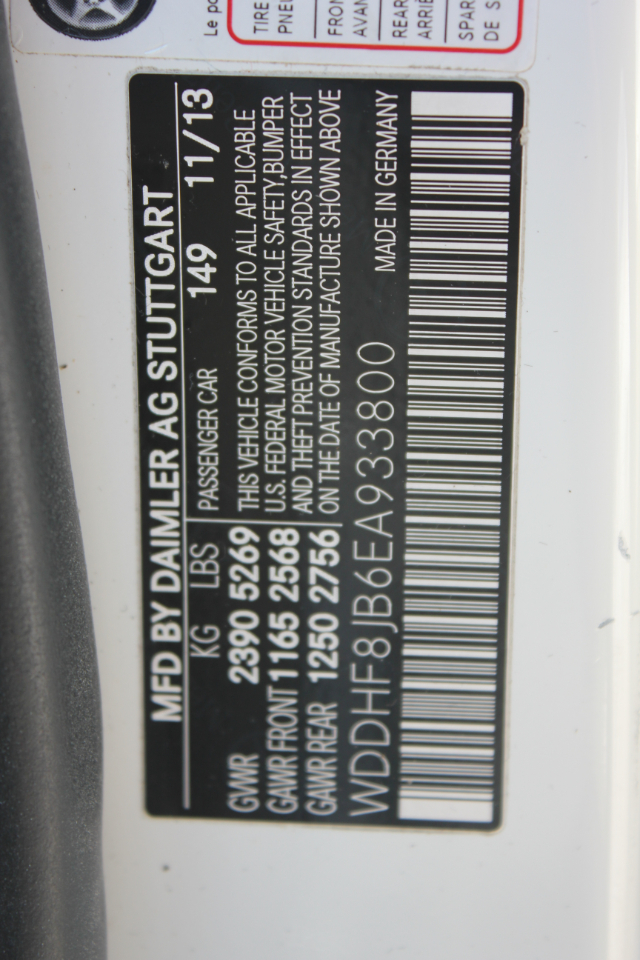 Le po
TIRE
PNEU
FRON
AVAN
REAR
ARRIÈ
SPAR
DE S
MFD BY DAIMLER AG STUTTGART
KG LBS PASSENGER CAR 149 11/13
GVWR 2390 5269
GAWR FRONT 1165 2568
GAWR REAR 1250 2756
THIS VEHICLE CONFORMS TO ALL APPLICABLE
U.S. FEDERAL MOTOR VEHICLE SAFETY,BUMPER
AND THEFT PREVENTION STANDARDS IN EFFECT
ON THE DATE OF MANUFACTURE SHOWN ABOVE
WDDHF8JB6EA933800 MADE IN GERMANY